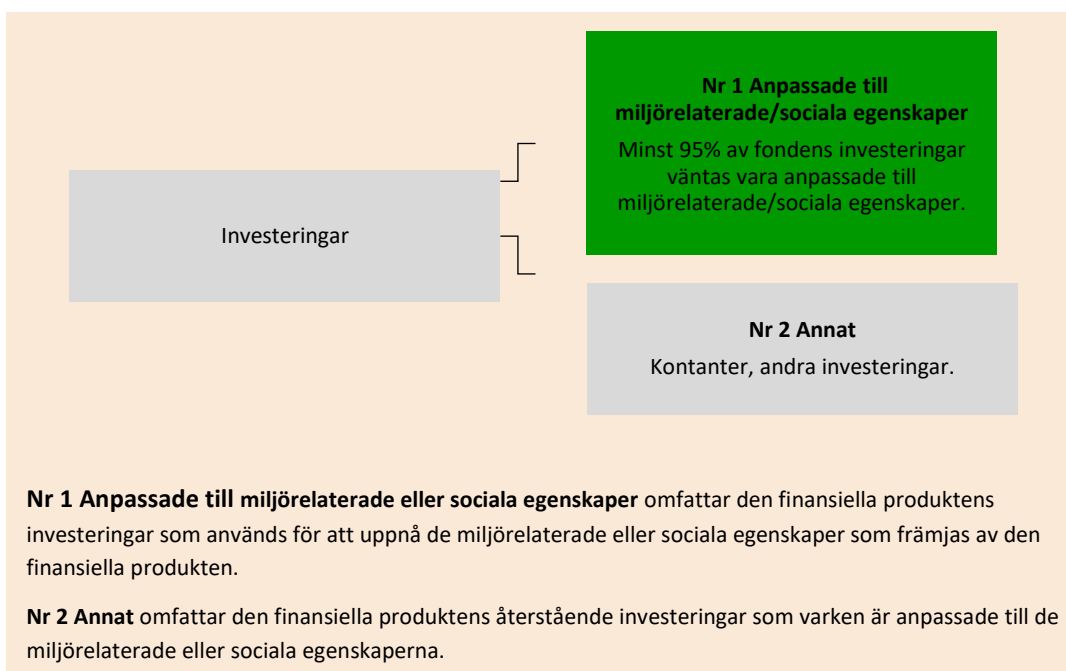 Nr 1 Anpassade till
miljörelaterade/sociala egenskaper
Minst 95% av fondens investeringar
väntas vara anpassade till
miljörelaterade/sociala egenskaper.
Investeringar
Nr 2 Annat
Kontanter, andra investeringar.
Nr 1 Anpassade till miljörelaterade eller sociala egenskaper omfattar den finansiella produktens
investeringar som används för att uppnå de miljörelaterade eller sociala egenskaper som främjas av den
finansiella produkten.
Nr 2 Annat omfattar den finansiella produktens återstående investeringar som varken är anpassade till de
miljörelaterade eller sociala egenskaperna.